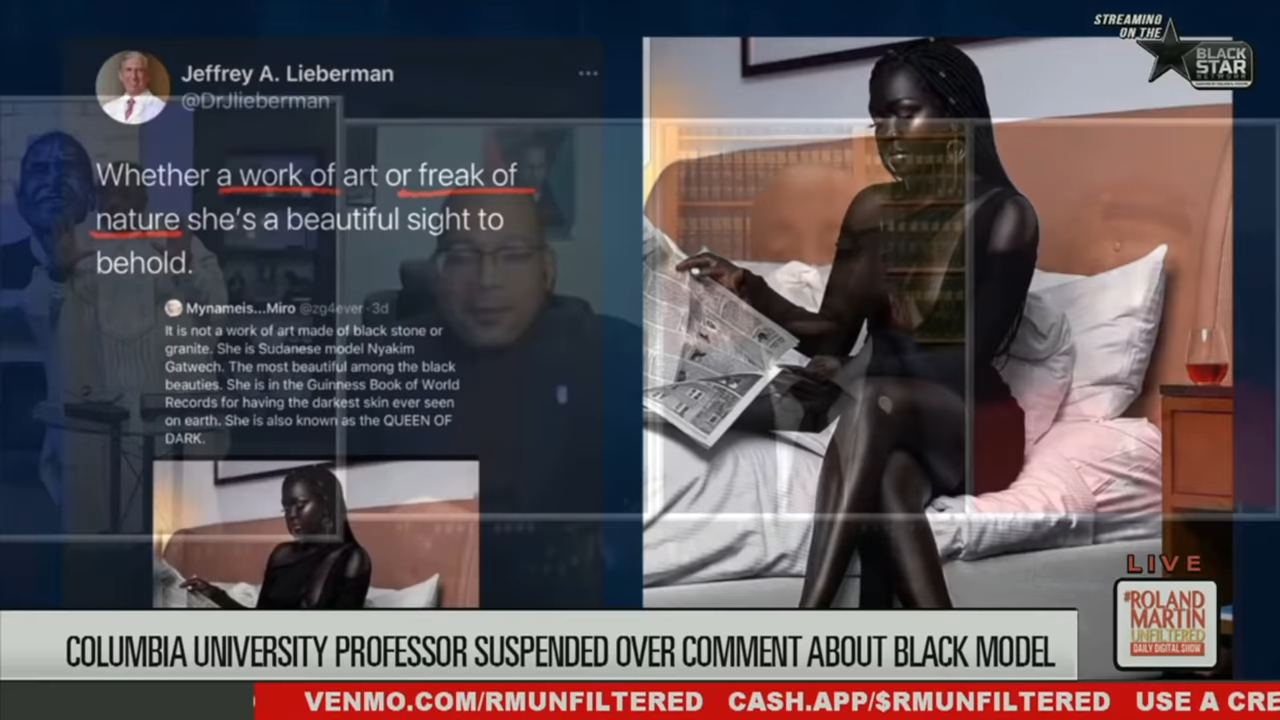 STREAMING
ON THE
BLACK
STAR
NETWORK
Jeffrey A. Lieberman
@DrJlieberman
Whether a work of art or freak of
nature she's a beautiful sight to
behold.
Mynameis...Miro @zg4ever · 3d
It is not a work of art made of black stone or
granite. She is Sudanese model Nyakim
Gatwech. The most beautiful among the black
beauties. She is in the Guinness Book of World
Records for having the darkest skin ever seen
on earth. She is also known as the QUEEN OF
DARK.
LIVE
#ROLAND
MARTIN
UNFILTERED
DAILY DIGITAL SHOW
COLUMBIA UNIVERSITY PROFESSOR SUSPENDED OVER COMMENT ABOUT BLACK MODEL
VENMO.COM/RMUNFILTERED CASH.APP/$RMUNFILTERED USE A CRE